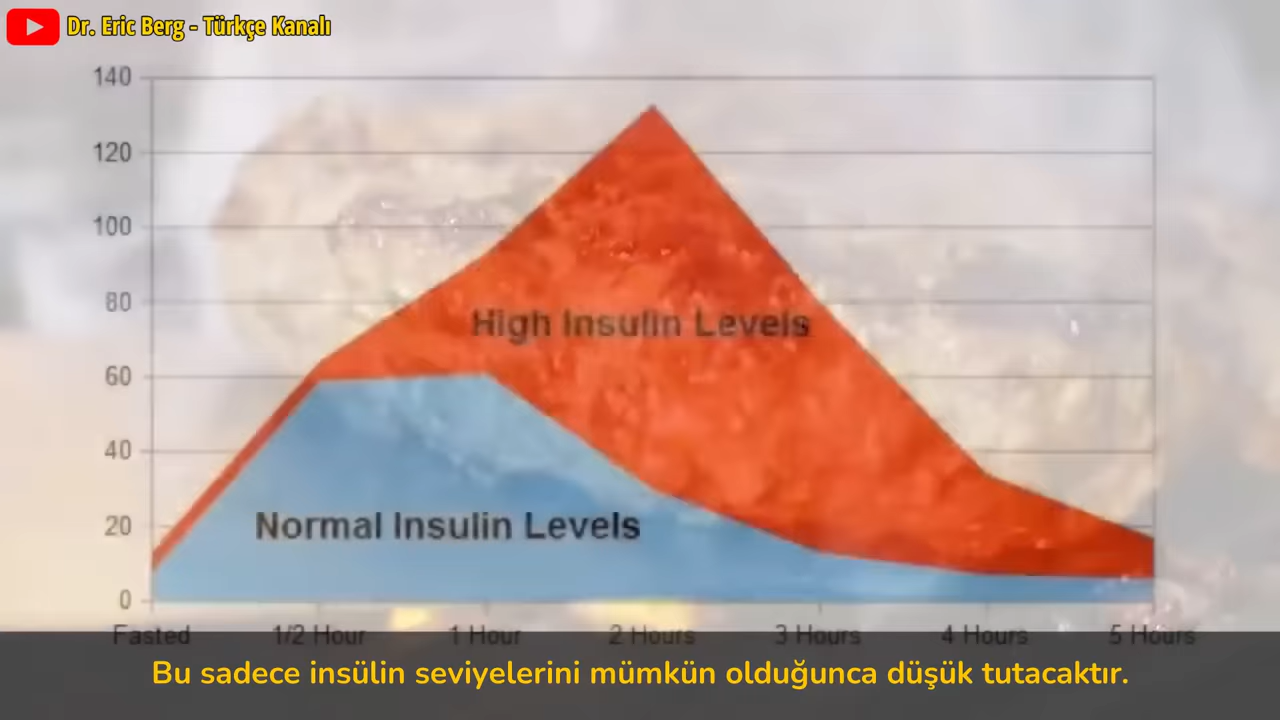 Dr. Eric Berg - Türkçe Kanalı
140
120
100
80
60
40
20
0
High Insulin Levels
Normal Insulin Levels
Fasted 1/2 Hour 1 Hour 2 Hours 3 Hours 4 Hours 5 Hours
Bu sadece insülin seviyelerini mümkün olduğunca düşük tutacaktır.